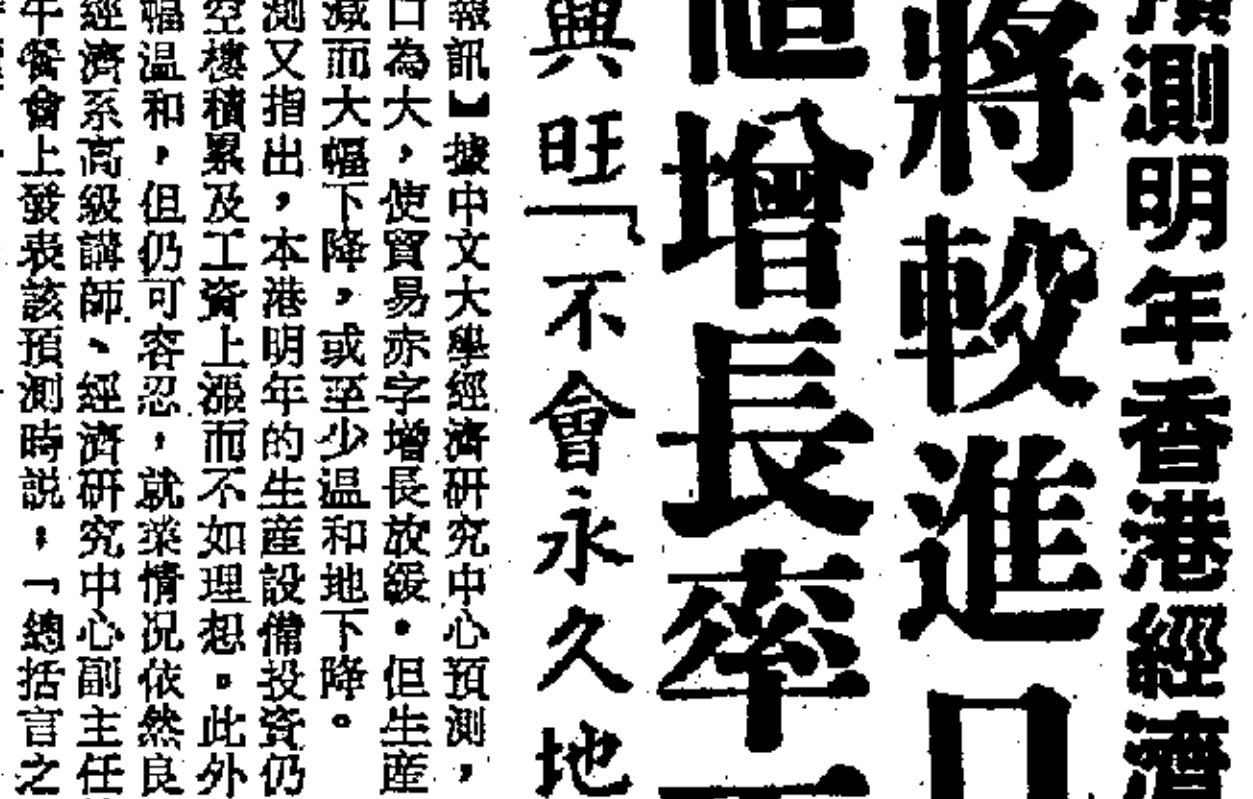 預測明年香港經濟
將較進口
值增長率
興旺「不會永久地
報訊】據中文大學經濟研究中心預測，
口為大，使貿易赤字增長放緩。但生産
減而大幅下降，或至少温和地下降。
測又指出，本港明年的生産設備投資仍
空樓積累及工資上漲而不如理想。此外
幅温和，但仍可容忍，就業情況依然良
經濟系高級講師、經濟研究中心副主任
午餐會上發表該預測時説：「總括言之